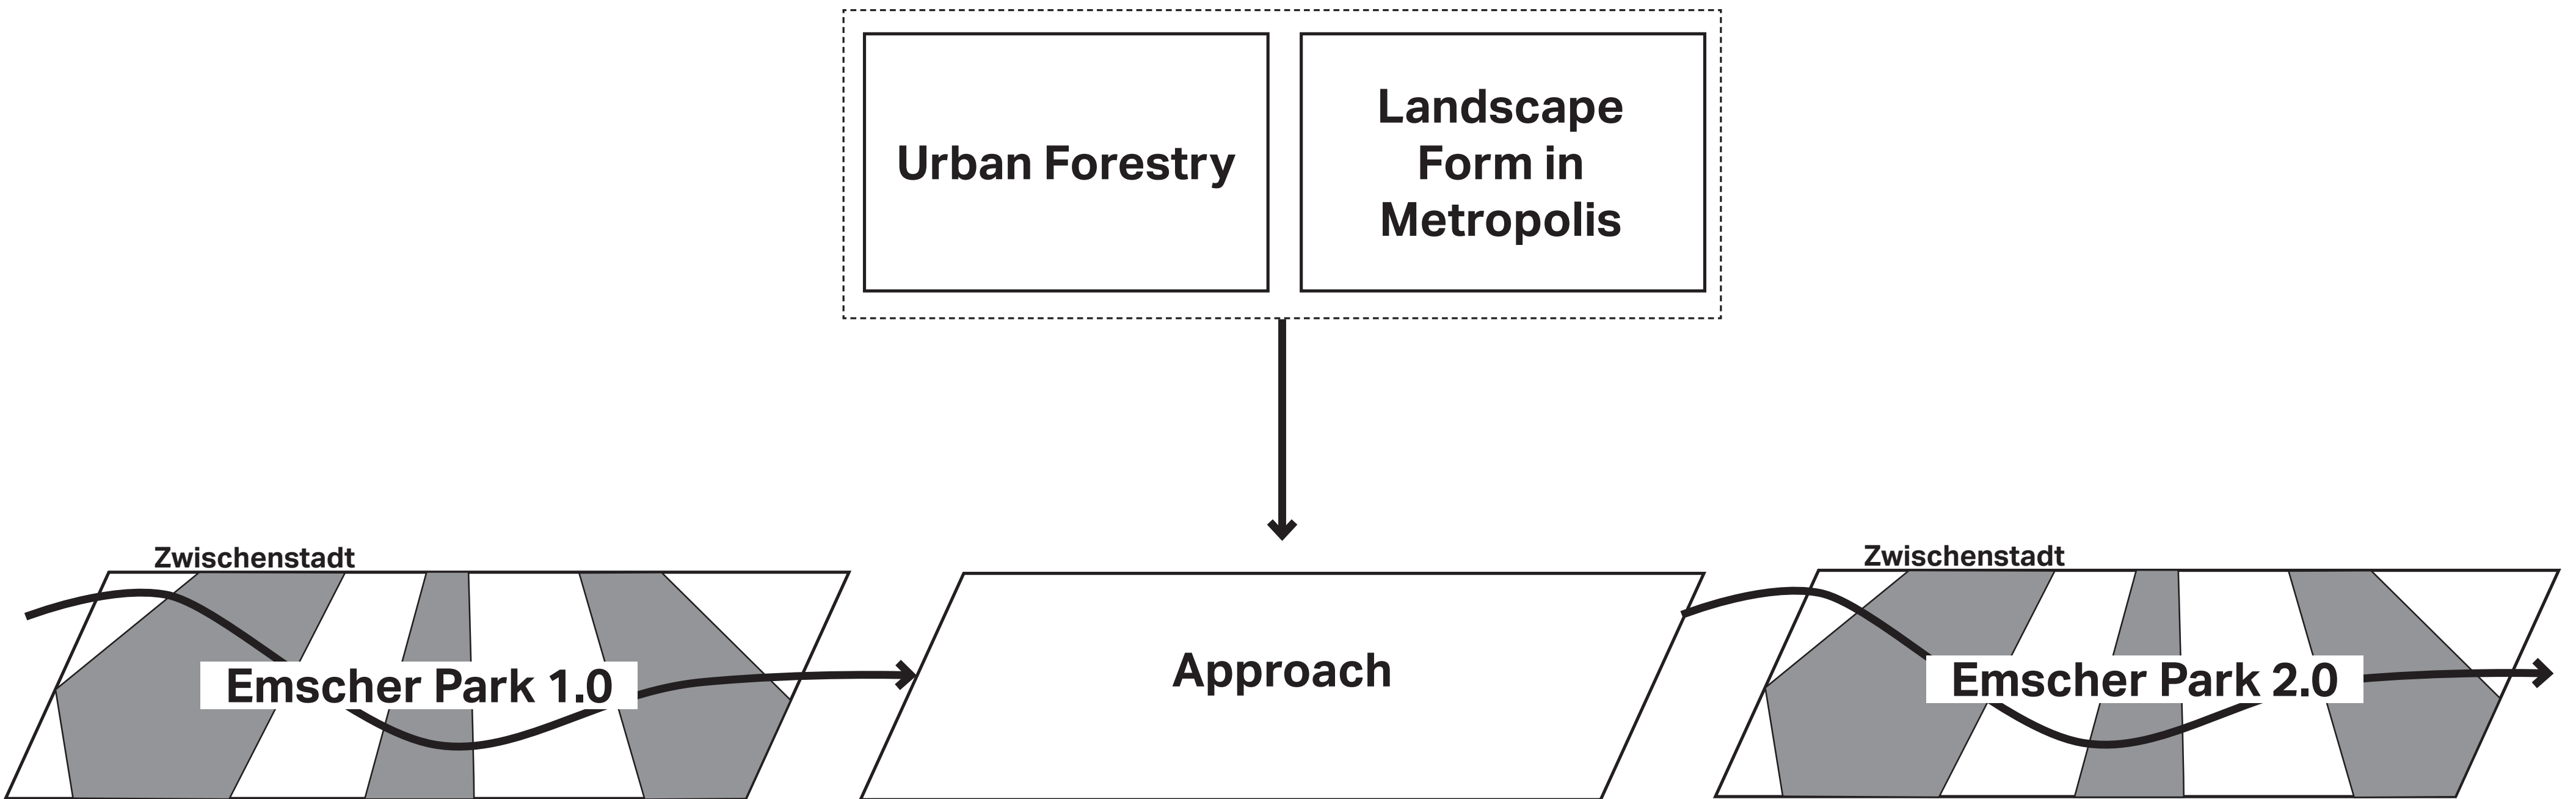 Urban Forestry
Landscape
Form in
Metropolis
Zwischenstadt
Emscher Park 1.0
Approach
Zwischenstadt
Emscher Park 2.0